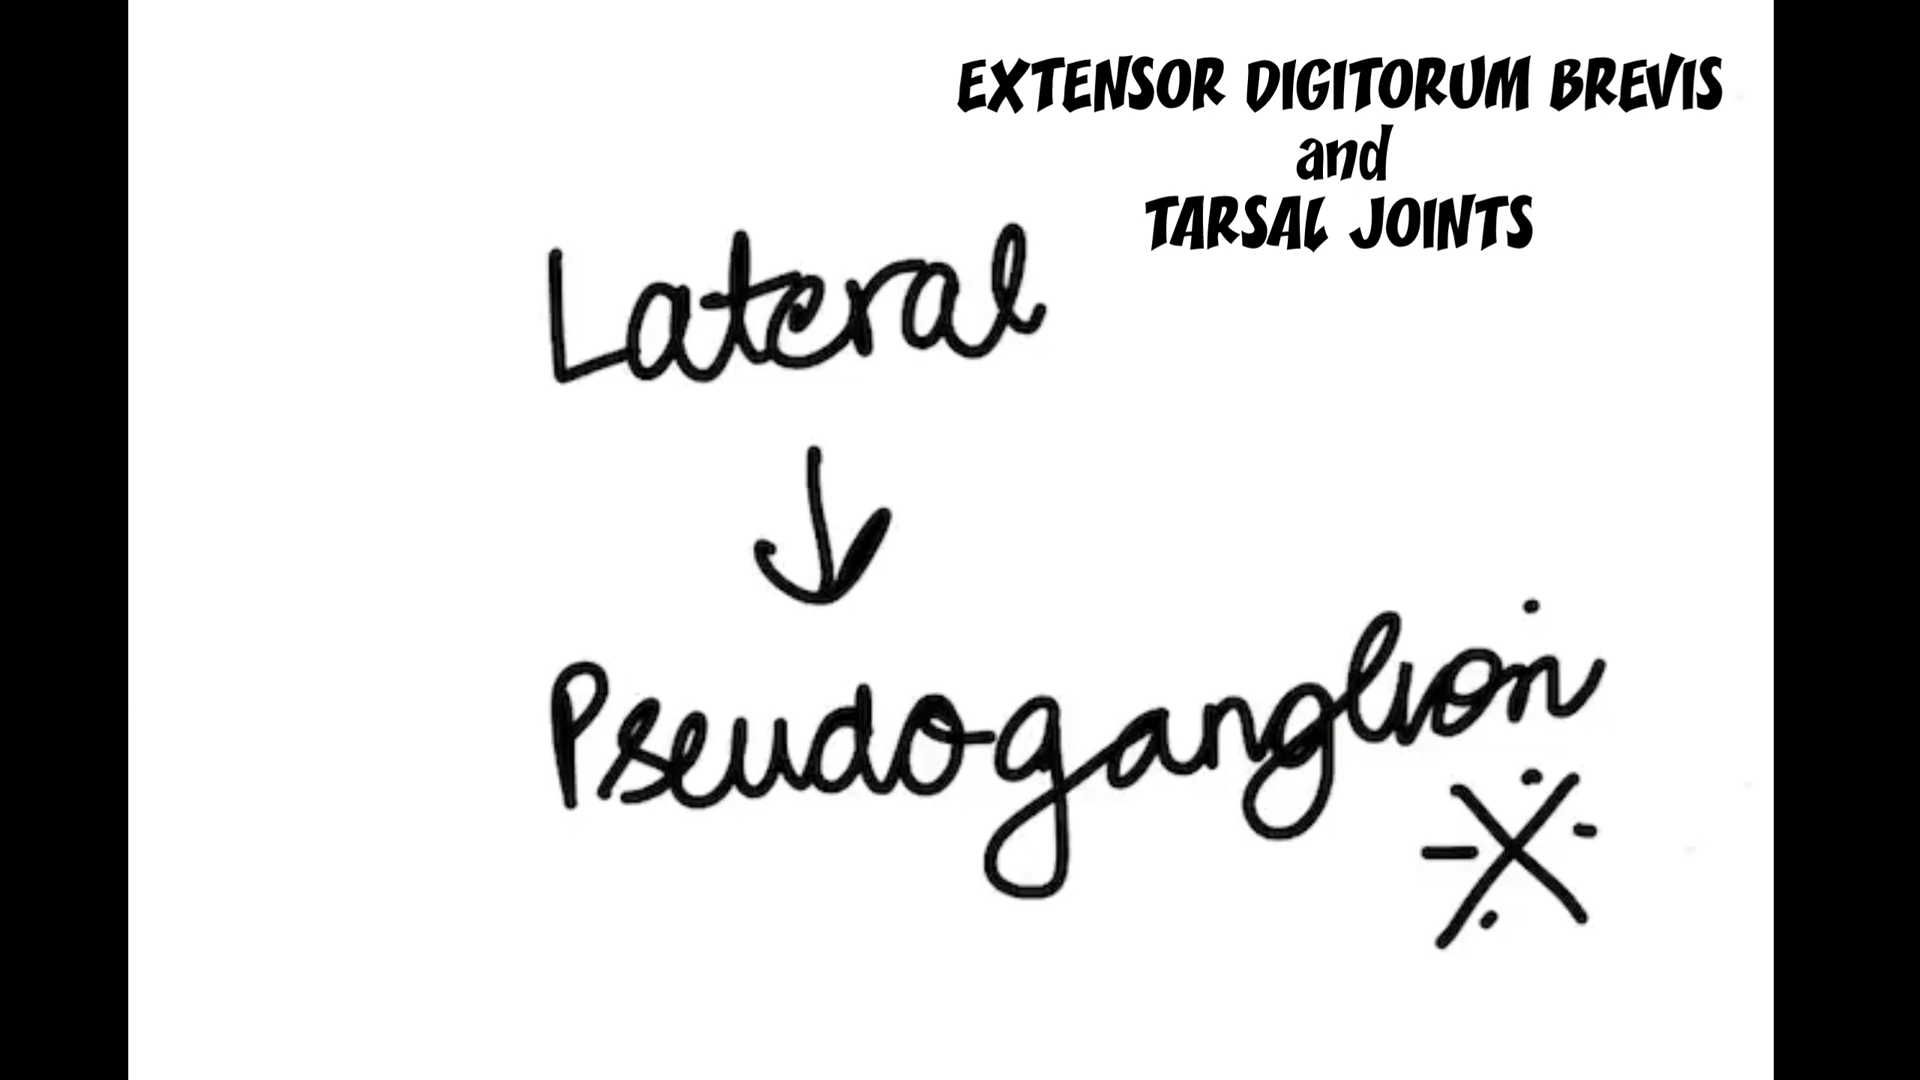 EXTENSOR DIGITORUM BREVIS
and
TARSAL JOINTS
Lateral
Pseudoganglion